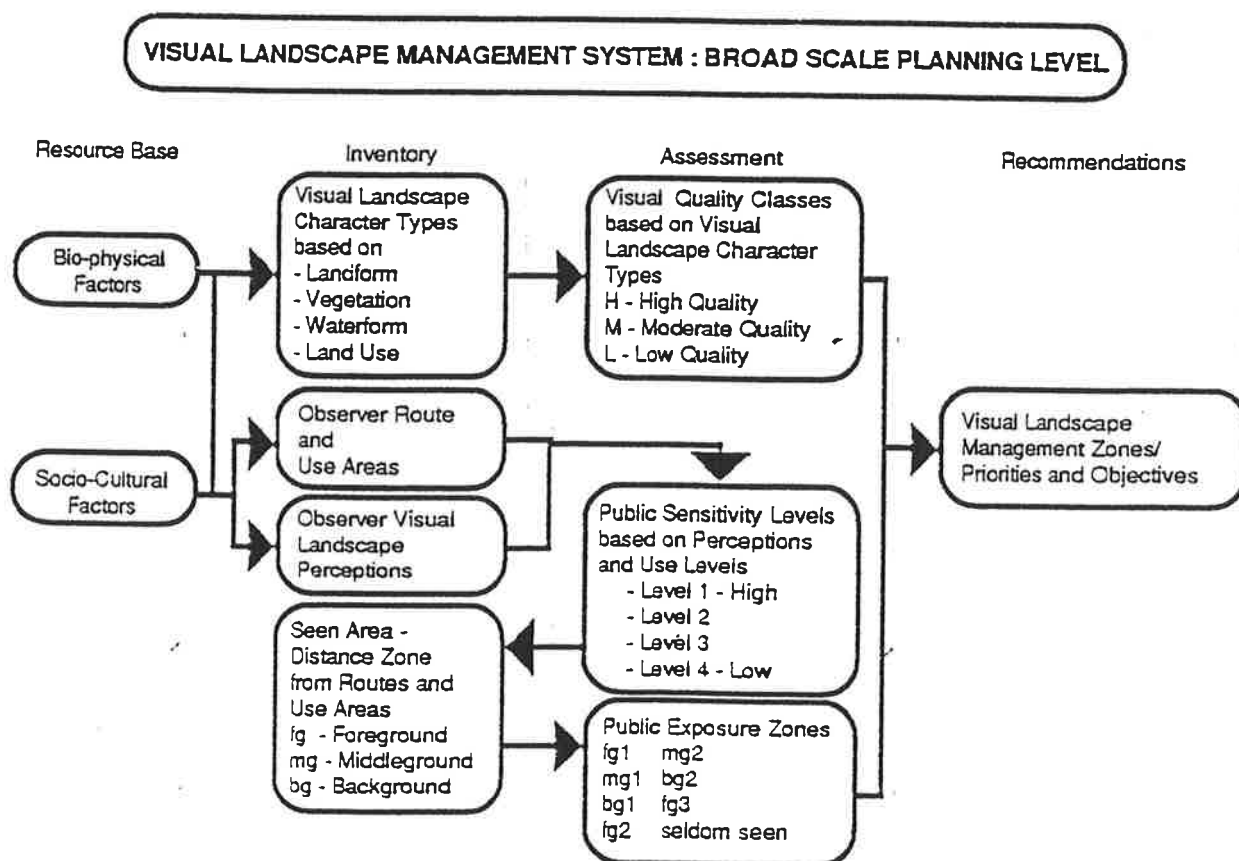 VISUAL LANDSCAPE MANAGEMENT SYSTEM : BROAD SCALE PLANNING LEVEL
Resource Base
Inventory
Assessment
Recommendations
Bio-physical
Factors
Socio-Cultural
Factors
Visual Landscape
Character Types
based on
- Landform
- Vegetation
- Waterform
- Land Use
Observer Route
and
Use Areas
Observer Visual
Landscape
Perceptions
Seen Area -
Distance Zone
from Routes and
Use Areas
fg - Foreground
mg - Middleground
bg - Background
Visual Quality Classes
based on Visual
Landscape Character
Types
H - High Quality
M - Moderate Quality
L - Low Quality
Public Sensitivity Levels
based on Perceptions
and Use Levels
- Level 1 - High
- Level 2
- Level 3
- Level 4 - Low
Public Exposure Zones
fg1 mg2
mg1 bg2
bg1 fg3
fg2 seldom seen
Visual Landscape
Management Zones/
Priorities and Objectives